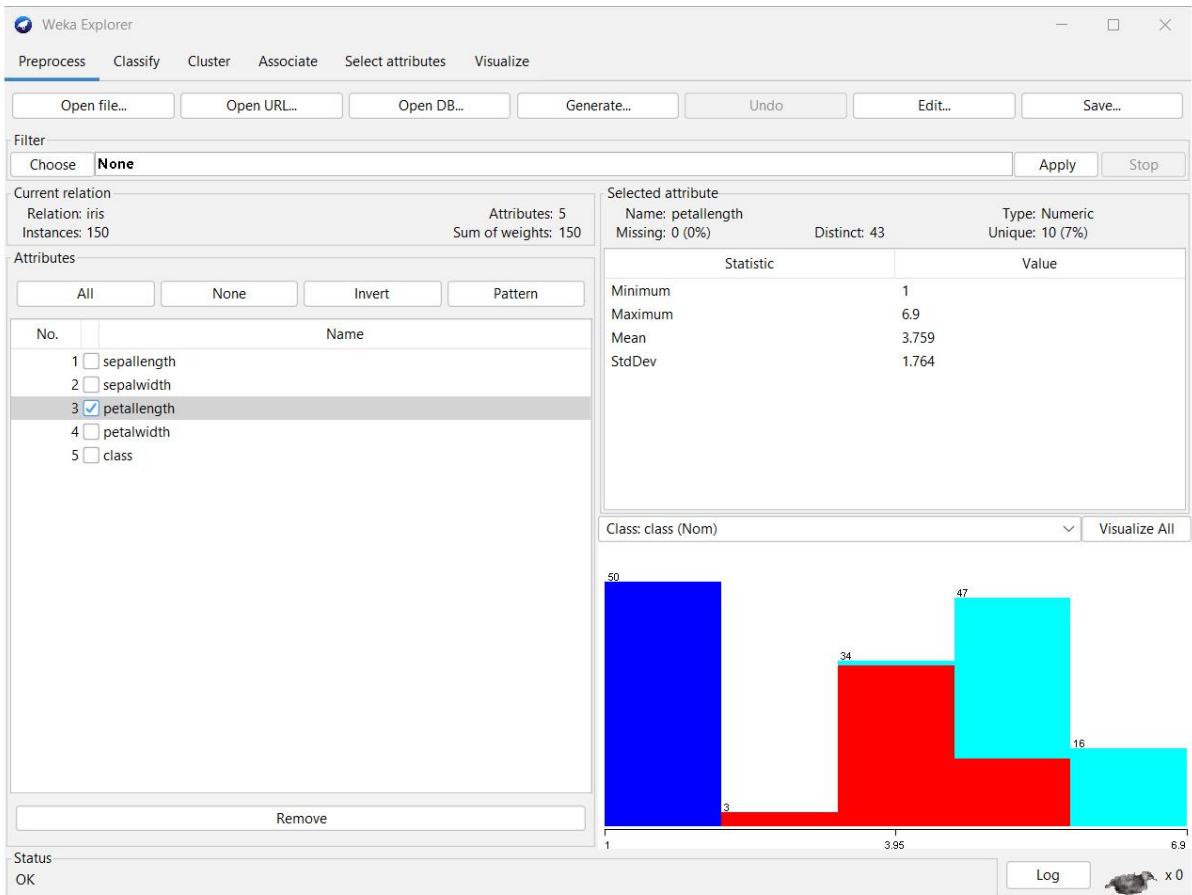 Weka Explorer
Preprocess Classify Cluster Associate Select attributes Visualize
Open file... Open URL... Open DB... Generate... Undo Edit... Save...
Filter
Choose None Apply Stop
Current relation
Relation: iris Attributes: 5
Instances: 150 Sum of weights: 150
Attributes
All None Invert Pattern
No. Name
1 sepallength
2 sepalwidth
3 petallength
4 petalwidth
5 class
Remove
Selected attribute
Name: petallength Type: Numeric
Missing: 0 (0%) Distinct: 43 Unique: 10 (7%)
Statistic Value
Minimum 1
Maximum 6.9
Mean 3.759
StdDev 1.764
Class: class (Nom) Visualize All
50
47
34
16
3
1 3.95 6.9
Status
OK Log x 0